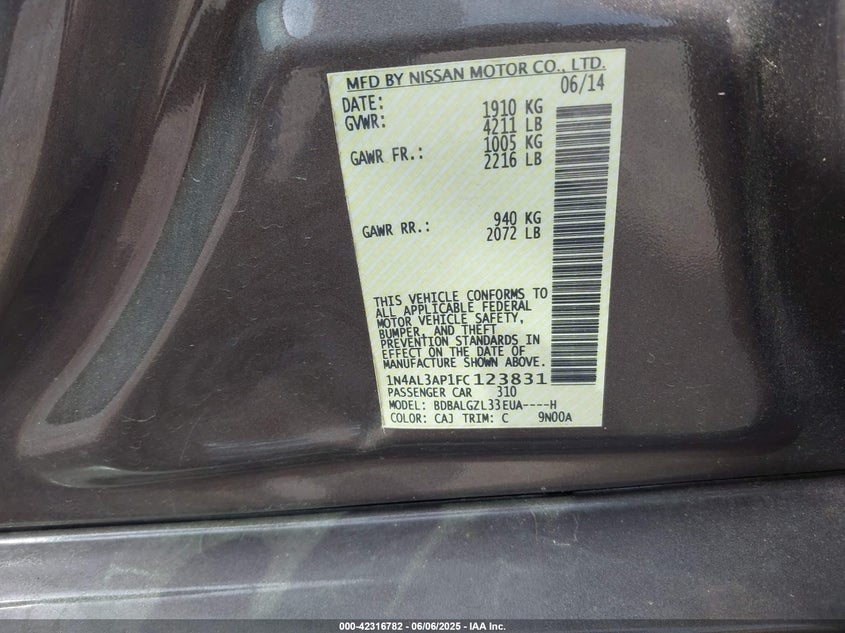 MFD BY NISSAN MOTOR CO., LTD.
DATE: 06/14
GVWR: 1910 KG
4211 LB
GAWR FR.: 1005 KG
2216 LB
GAWR RR.: 940 KG
2072 LB
THIS VEHICLE CONFORMS TO
ALL APPLICABLE FEDERAL
MOTOR VEHICLE SAFETY,
BUMPER, AND THEFT
PREVENTION STANDARDS IN
EFFECT ON THE DATE OF
MANUFACTURE SHOWN ABOVE.
1N4AL3AP1FC123831
PASSENGER CAR 310
MODEL: BDBALGZL33EUA----H
COLOR: CAJ TRIM: C 9N00A
000-42316782 - 06/06/2025 - IAA Inc.